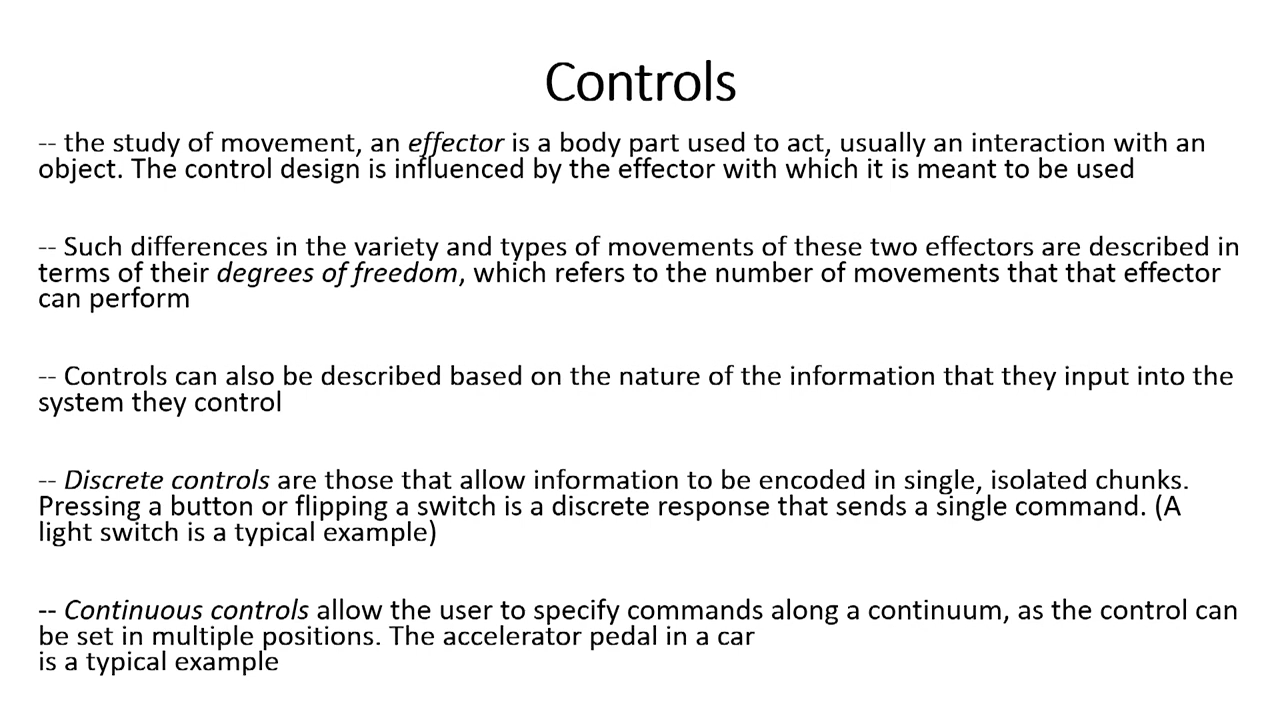 Controls
-- the study of movement, an effector is a body part used to act, usually an interaction with an
object. The control design is influenced by the effector with which it is meant to be used
-- Such differences in the variety and types of movements of these two effectors are described in
terms of their degrees of freedom, which refers to the number of movements that that effector
can perform
-- Controls can also be described based on the nature of the information that they input into the
system they control
-- Discrete controls are those that allow information to be encoded in single, isolated chunks.
Pressing a button or flipping a switch is a discrete response that sends a single command. (A
light switch is a typical example)
-- Continuous controls allow the user to specify commands along a continuum, as the control can
be set in multiple positions. The accelerator pedal in a car
is a typical example